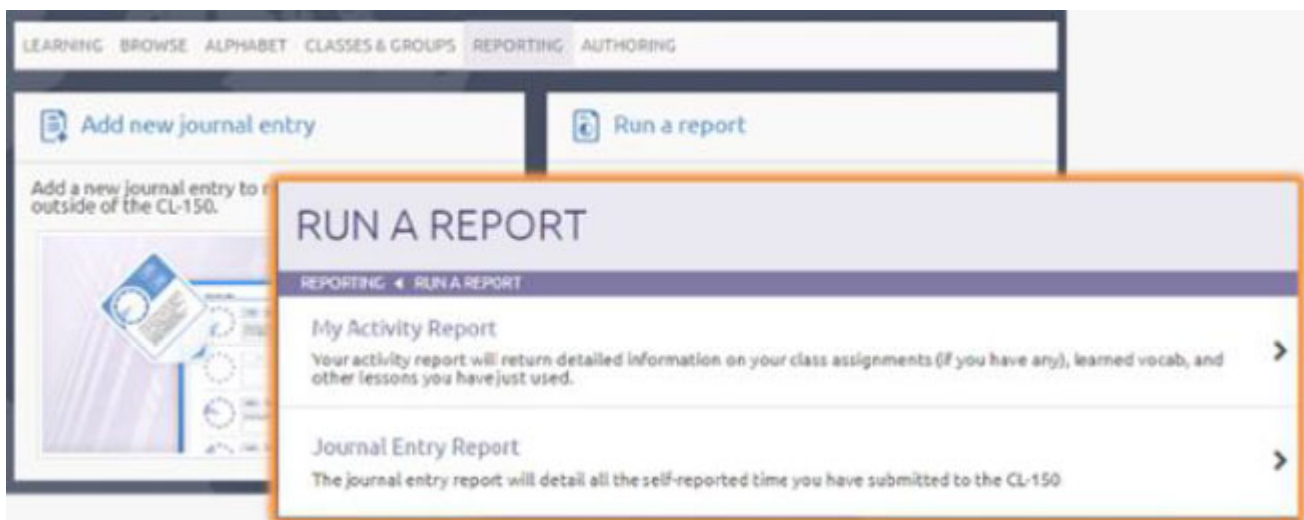 LEARNING BROWSE ALPHABET CLASSES & GROUPS REPORTING AUTHORING
Add new journal entry
Run a report
Add a new journal entry to r
outside of the CL-150.
RUN A REPORT
REPORTING RUN A REPORT
My Activity Report
Your activity report will return detailed information on your class assignments (if you have any), learned vocab, and
other lessons you have just used.
Journal Entry Report
The journal entry report will detail all the self-reported time you have submitted to the CL-150